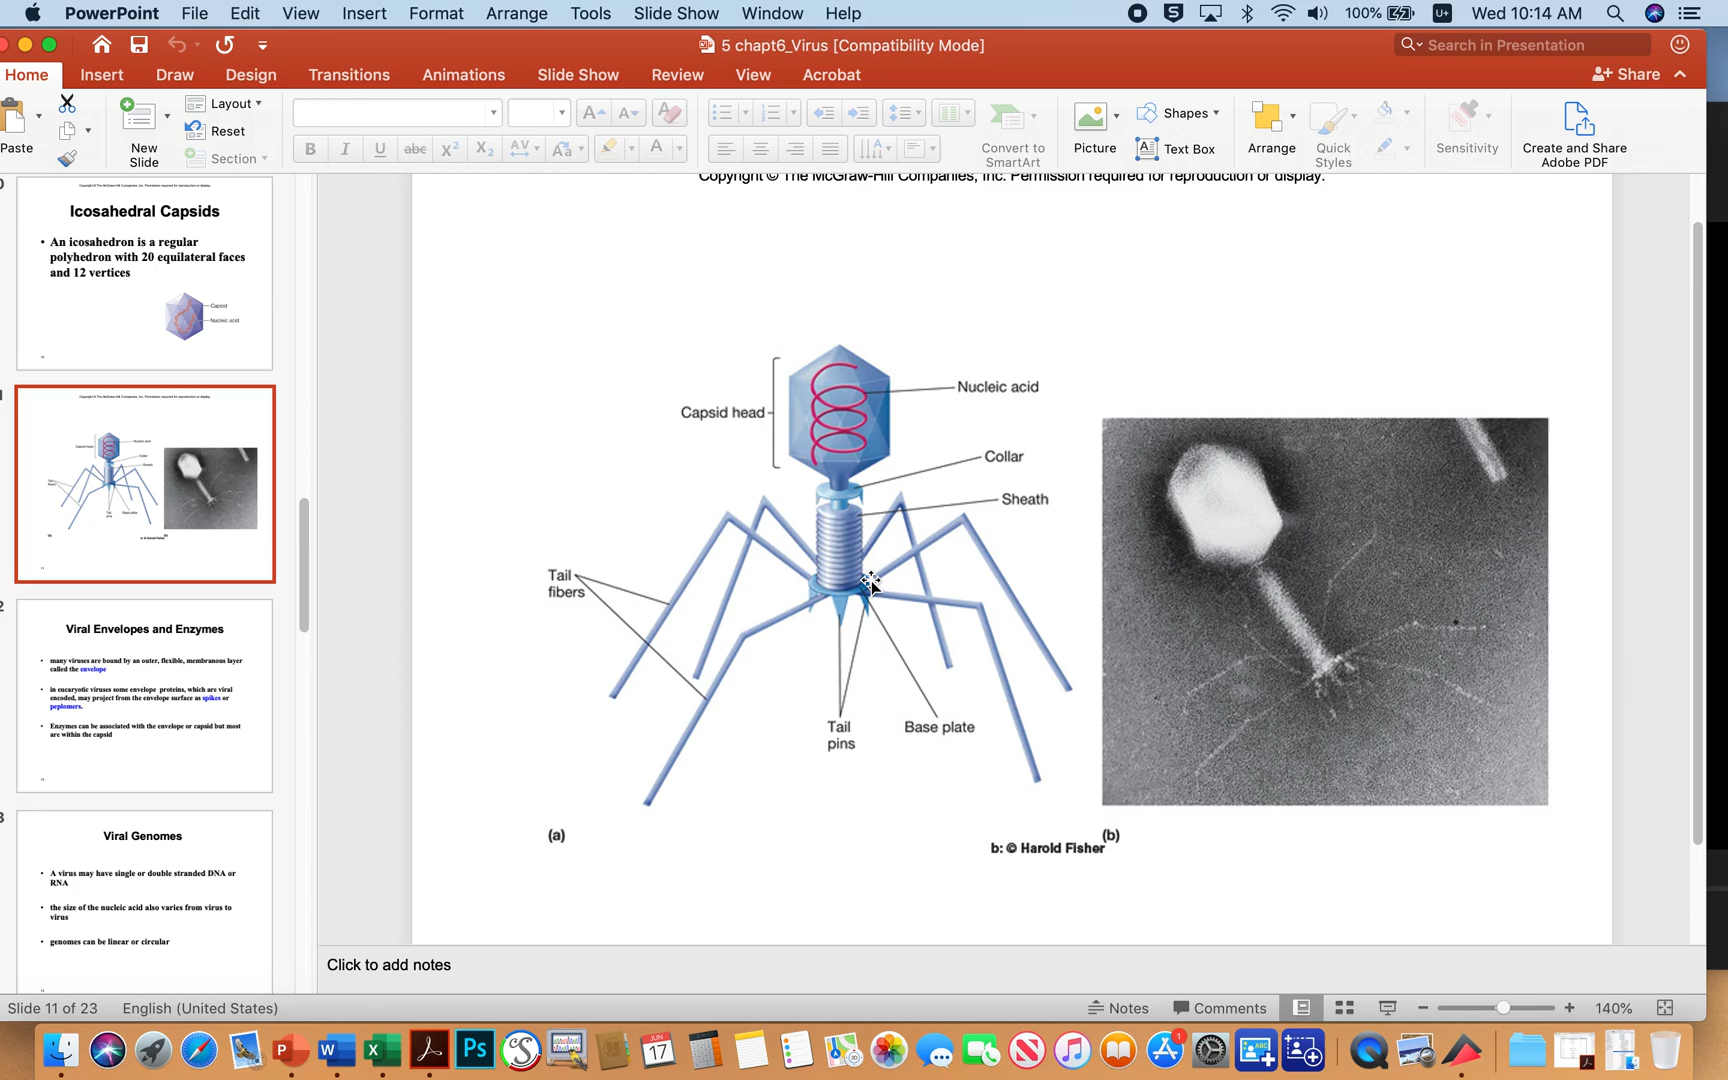 PowerPoint File Edit View Insert Format Arrange Tools Slide Show Window Help 100% Wed 10:14 AM
5 chapt6_Virus [Compatibility Mode]
Search in Presentation
Home Insert Draw Design Transitions Animations Slide Show Review View Acrobat Share
Paste
New
Slide
Layout
Reset
Section
Convert to
SmartArt
Picture
Shapes
Text Box
Arrange
Quick
Styles
Sensitivity
Create and Share
Adobe PDF
Icosahedral Capsids
• An icosahedron is a regular
polyhedron with 20 equilateral faces
and 12 vertices
Capsid
Nucleic acid
Viral Envelopes and Enzymes
• many viruses are bound by an outer, flexible, membranous layer
called the envelope
• in eucaryotic viruses some envelope proteins, which are viral
encoded, may project from the envelope surface as spikes or
peplomers.
• Enzymes can be associated with the envelope or capsid but most
are within the capsid
Viral Genomes
• A virus may have single or double stranded DNA or
RNA
• the size of the nucleic acid also varies from virus to
virus
• genomes can be linear or circular
Copyright © The McGraw-Hill Companies, Inc. Permission required for reproduction or display.
Nucleic acid
Capsid head
Collar
Sheath
Tail
fibers
Tail
pins
Base plate
(a)
(b)
b: © Harold Fisher
Click to add notes
Slide 11 of 23 English (United States) Notes Comments 140%
JUN
17